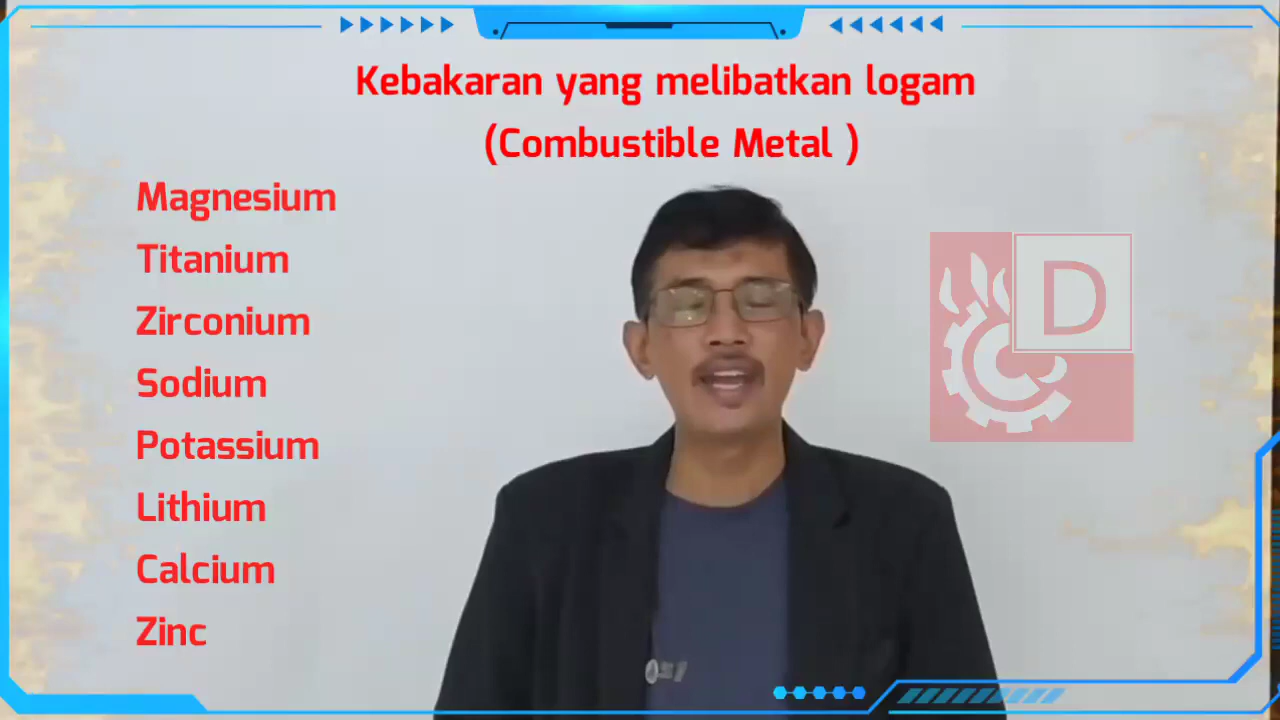 Kebakaran yang melibatkan logam
(Combustible Metal )
Magnesium
Titanium
Zirconium
Sodium
Potassium
Lithium
Calcium
Zinc
D